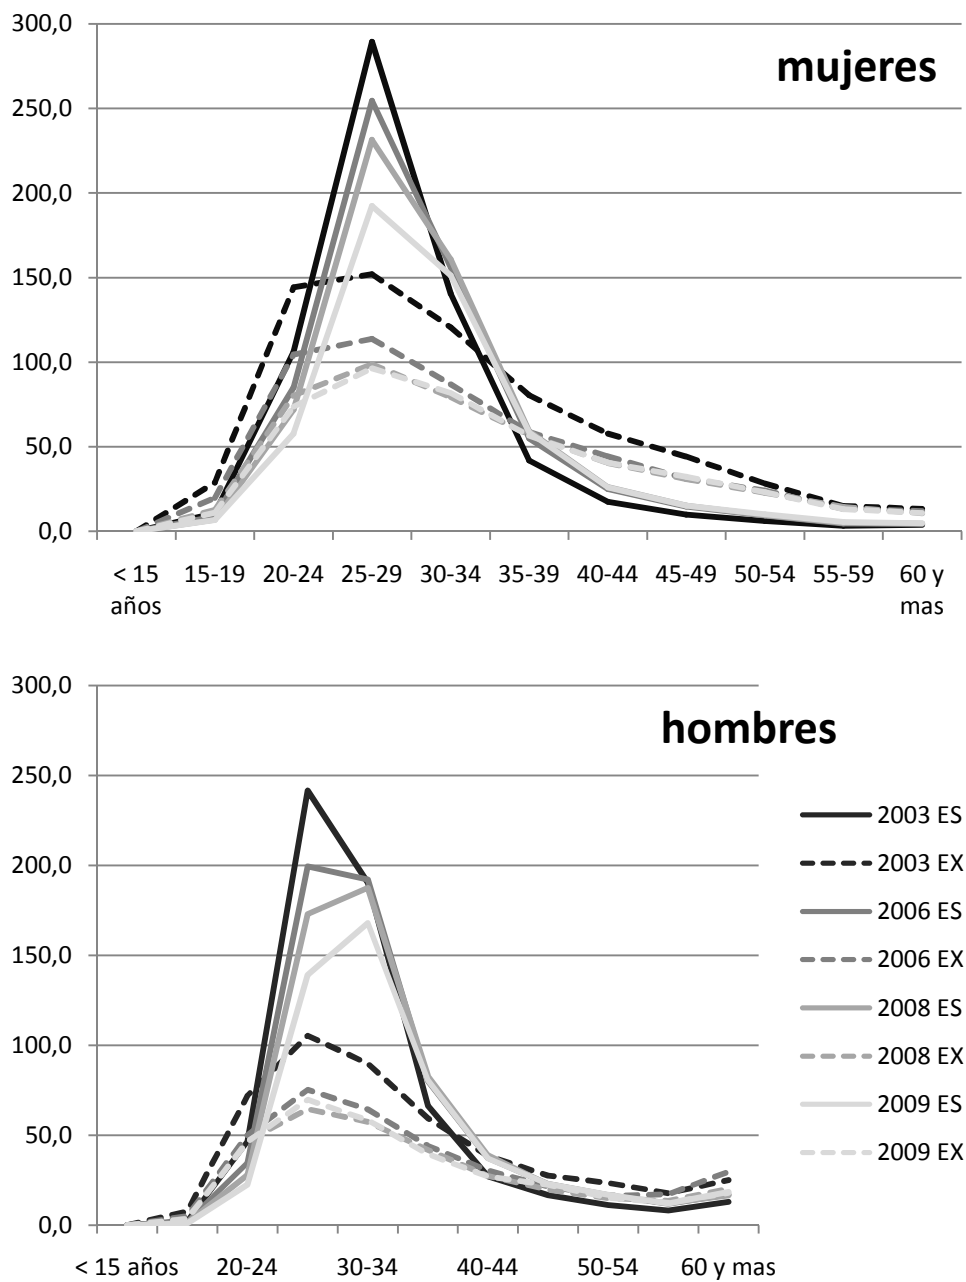 300,0
mujeres
250,0
200,0
150,0
100,0
50,0
0,0
< 15 años 15-19 20-24 25-29 30-34 35-39 40-44 45-49 50-54 55-59 60 y mas
300,0
hombres
250,0
200,0
150,0
100,0
50,0
0,0
< 15 años 20-24 30-34 40-44 50-54 60 y mas
2003 ES
2003 EX
2006 ES
2006 EX
2008 ES
2008 EX
2009 ES
2009 EX